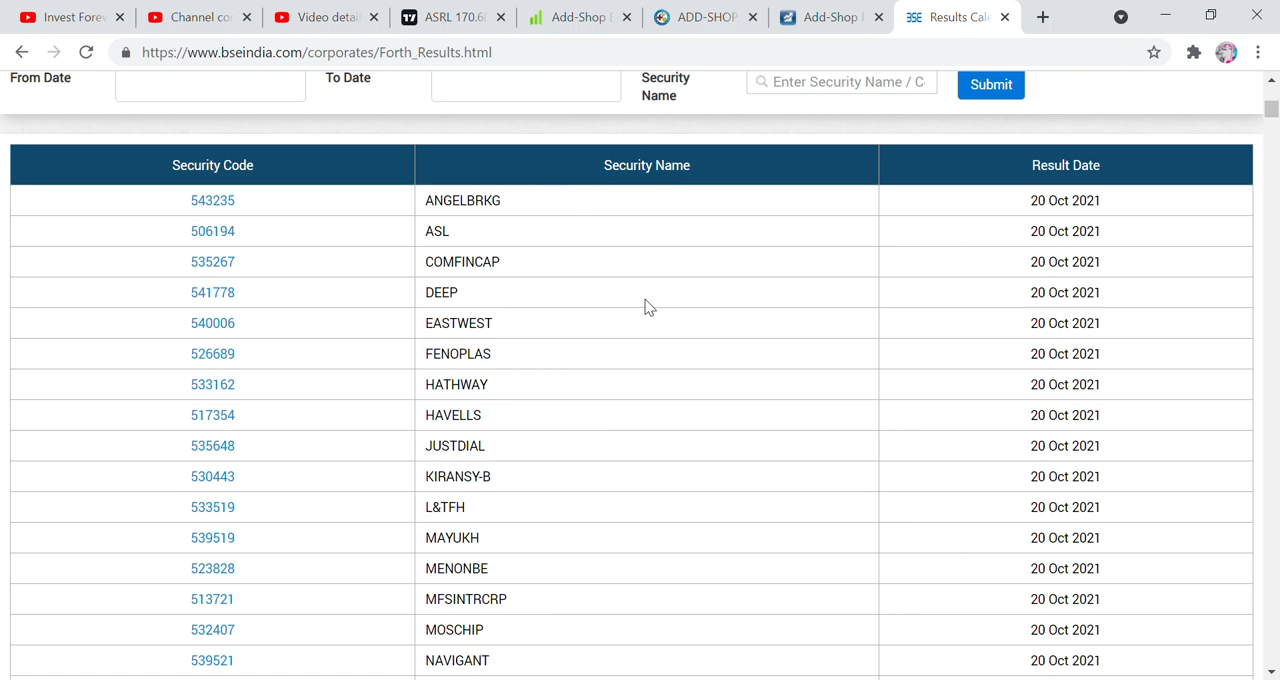 Invest Forev
Channel co
Video detail
ASRL 170.6
Add-Shop E
ADD-SHOP
Add-Shop
Results Cale
https://www.bseindia.com/corporates/Forth_Results.html
From Date
To Date
Security Name
Enter Security Name / C
Submit
Security Code Security Name Result Date
543235 ANGELBRKG 20 Oct 2021
506194 ASL 20 Oct 2021
535267 COMFINCAP 20 Oct 2021
541778 DEEP 20 Oct 2021
540006 EASTWEST 20 Oct 2021
526689 FENOPLAS 20 Oct 2021
533162 HATHWAY 20 Oct 2021
517354 HAVELLS 20 Oct 2021
535648 JUSTDIAL 20 Oct 2021
530443 KIRANSY-B 20 Oct 2021
533519 L&TFH 20 Oct 2021
539519 MAYUKH 20 Oct 2021
523828 MENONBE 20 Oct 2021
513721 MFSINTRCRP 20 Oct 2021
532407 MOSCHIP 20 Oct 2021
539521 NAVIGANT 20 Oct 2021